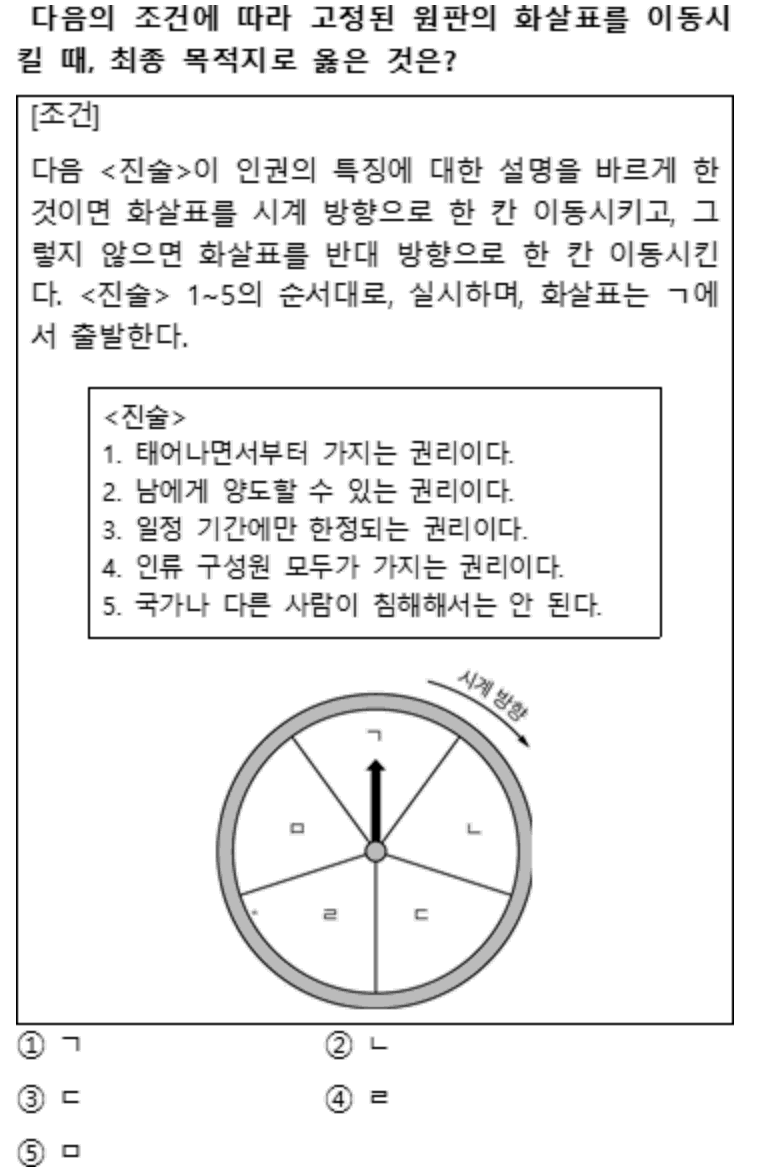 다음의 조건에 따라 고정된 원판의 화살표를 이동시
킬 때, 최종 목적지로 옳은 것은?
[조건]
다음 <진술>이 인권의 특징에 대한 설명을 바르게 한
것이면 화살표를 시계 방향으로 한 칸 이동시키고, 그
렇지 않으면 화살표를 반대 방향으로 한 칸 이동시킨
다. <진술> 1~5의 순서대로, 실시하며, 화살표는 ㄱ에
서 출발한다.
<진술>
1. 태어나면서부터 가지는 권리이다.
2. 남에게 양도할 수 있는 권리이다.
3. 일정 기간에만 한정되는 권리이다.
4. 인류 구성원 모두가 가지는 권리이다.
5. 국가나 다른 사람이 침해해서는 안 된다.
시계 방향
ㄱ
ㅁ ㄴ
ㄹ ㄷ
① ㄱ ② ㄴ
③ ㄷ ④ ㄹ
⑤ ㅁ